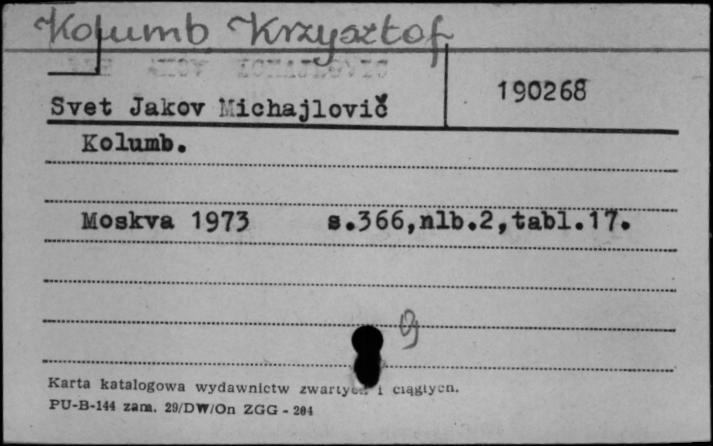 Kolumb Krzysztof
190268
Svet Jakov Michajlovič
Kolumb.
Moskva 1973 s.366,nlb.2,tabl.17.
Karta katalogowa wydawnictw zwartych i ciągłych.
PU-B-144 zam. 29/DW/On ZGG - 204